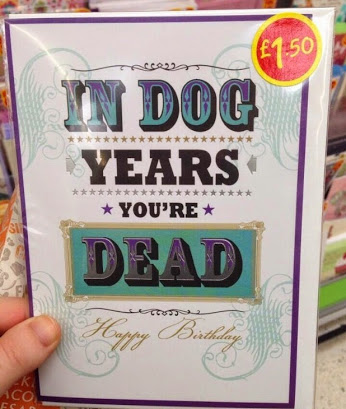 £1.50
IN DOG
YEARS
YOU'RE
DEAD
Happy Birthday